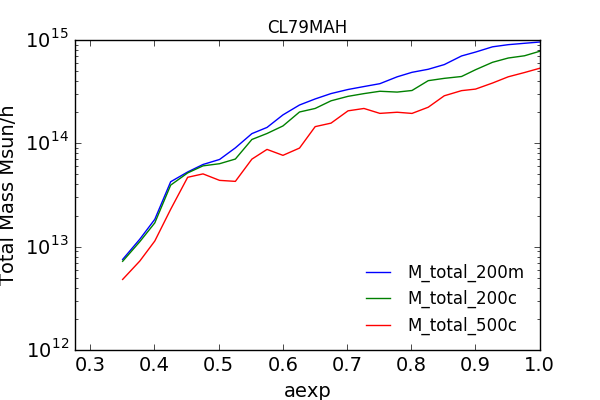 CL79MAH
Total Mass Msun/h
10^15
10^14
10^13
10^12
M_total_200m
M_total_200c
M_total_500c
0.3 0.4 0.5 0.6 0.7 0.8 0.9 1.0
aexp